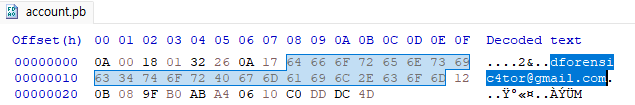 account.pb
Offset(h) 00 01 02 03 04 05 06 07 08 09 0A 0B 0C 0D 0E 0F Decoded text
00000000 0A 00 18 01 32 26 0A 17 64 66 6F 72 65 6E 73 69 ....2&..dforensi
00000010 63 34 74 6F 72 40 67 6D 61 69 6C 2E 63 6F 6D 12 c4tor@gmail.com.
00000020 0B 08 9F B0 AB A4 06 10 C0 DD DC 4D ..Ÿ°«¤..ÀÝÜM